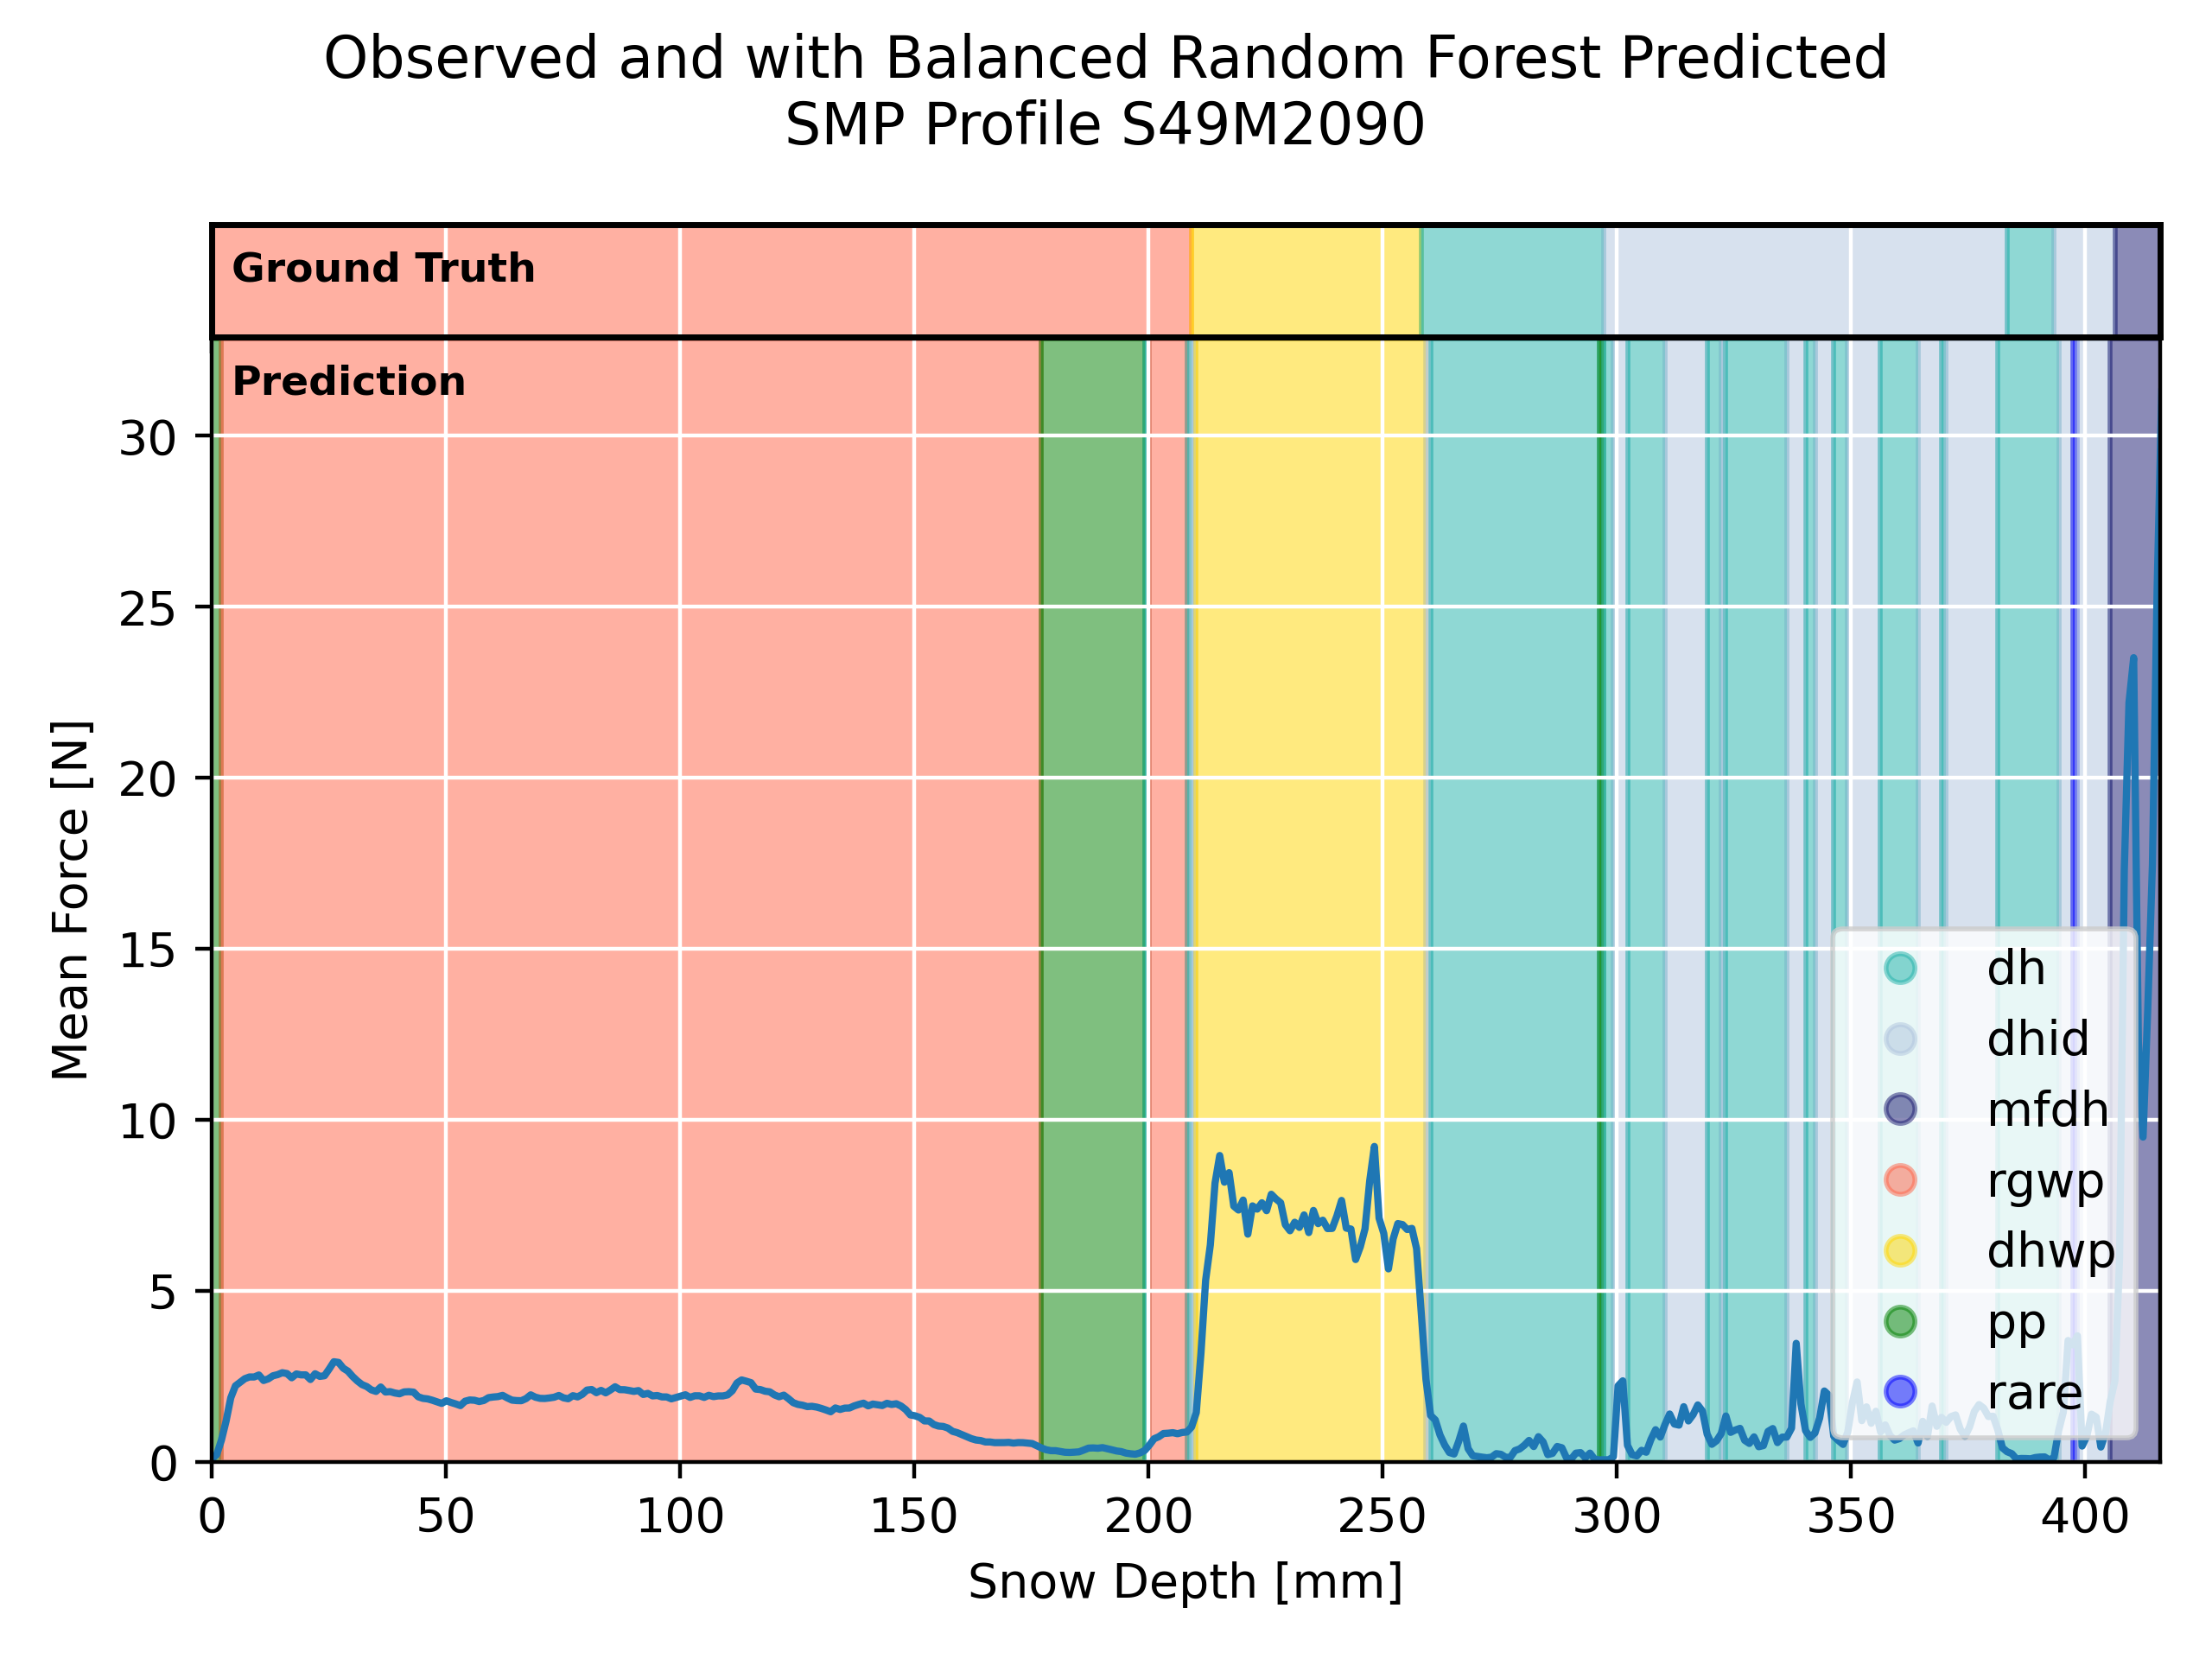 Observed and with Balanced Random Forest Predicted
SMP Profile S49M2090
Ground Truth
Prediction
30
25
20
15
10
5
0
Mean Force [N]
dh
dhid
mfdh
rgwp
dhwp
pp
rare
0 50 100 150 200 250 300 350 400
Snow Depth [mm]